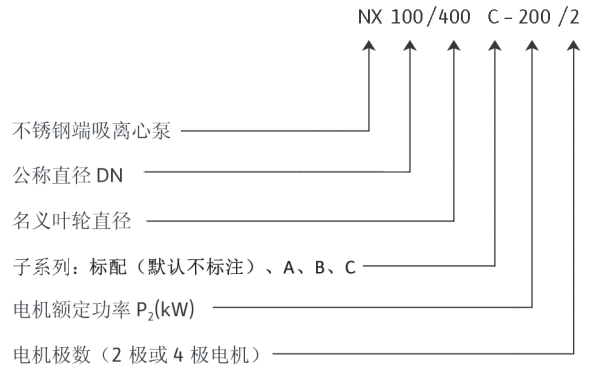 NX 100/400 C-200/2
不锈钢端吸离心泵
公称直径 DN
名义叶轮直径
子系列：标配（默认不标注）、A、B、C
电机额定功率 P₂(kW)
电机极数（2 极或 4 极电机）